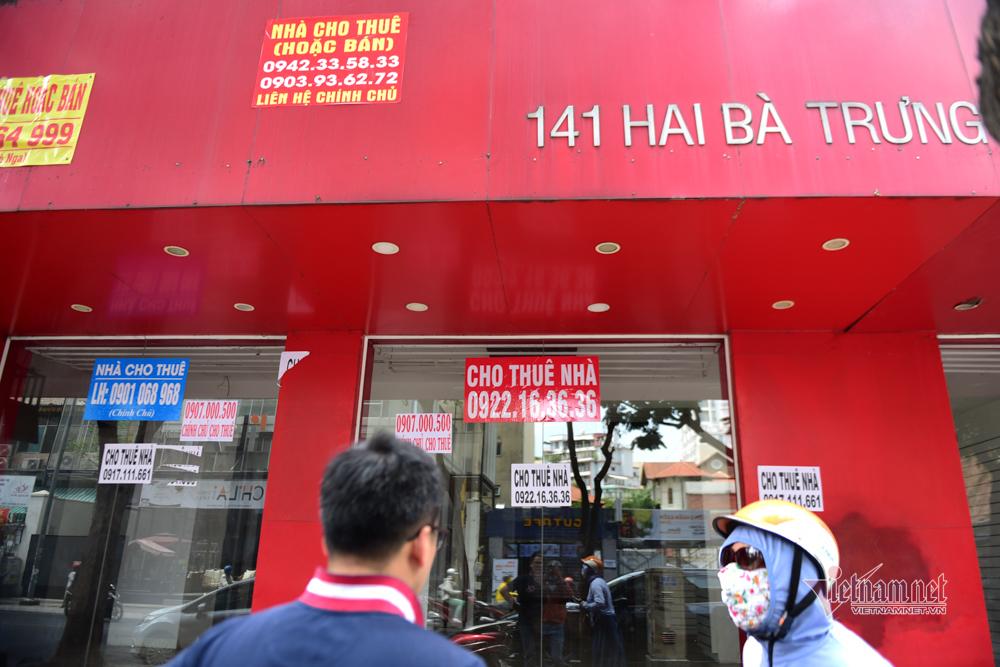 NHÀ CHO THUÊ
(HOẶC BÁN)
0942.33.58.33
0903.93.62.72
LIÊN HỆ CHÍNH CHỦ
HOẶC BÁN
64 999
141 HAI BÀ TRƯNG
NHÀ CHO THUÊ
LH: 0901 068 968
(Chính Chủ)
0907.000.500
CHÍNH CHỦ CHO THUÊ
CHO THUÊ NHÀ
0917.111.661
CHO THUÊ NHÀ
0922.16.36.36
0907.000.500
CHÍNH CHỦ CHO THUÊ
CHO THUÊ NHÀ
0922.16.36.36
CHO THUÊ NHÀ
0917.111.661
CUTAFE
vietnamnet
VIETNAMNET.VN